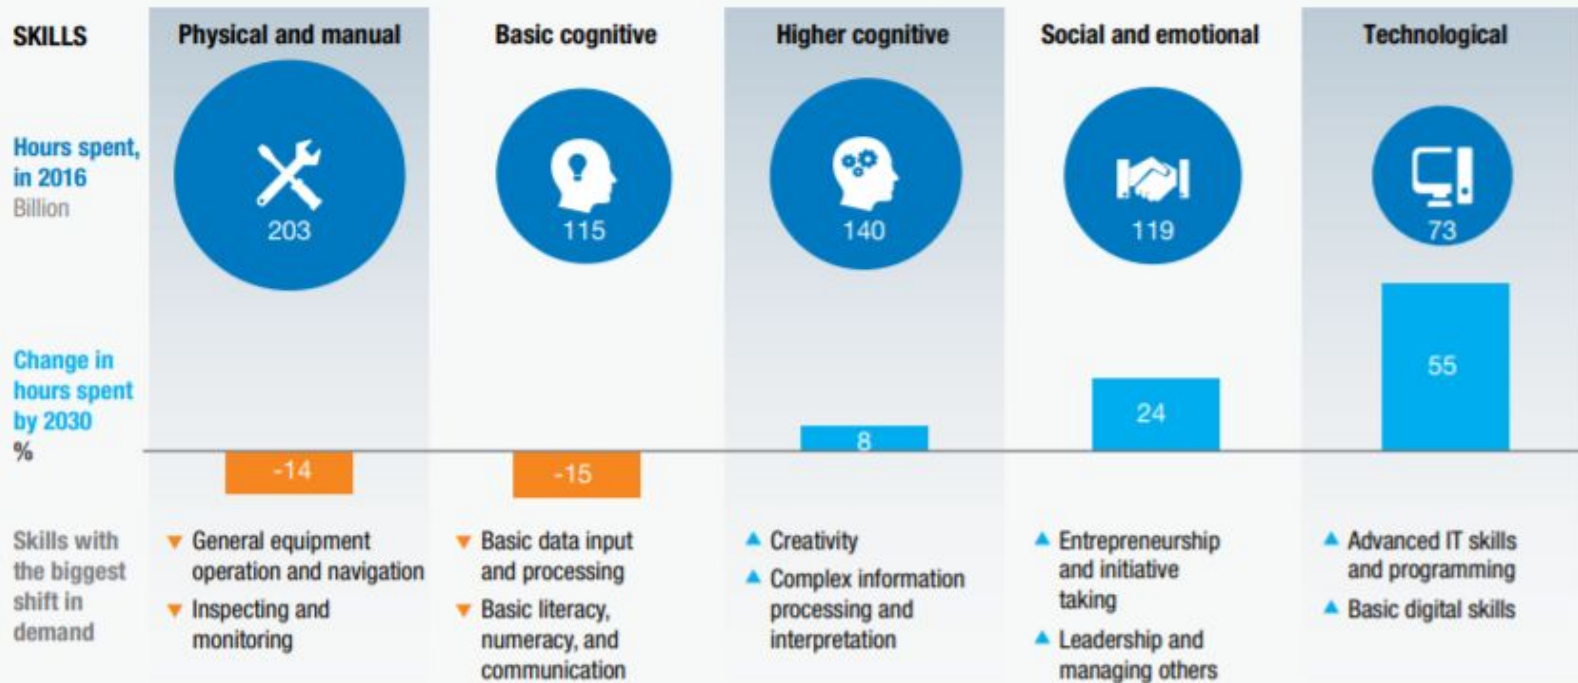 SKILLS
Physical and manual
Basic cognitive
Higher cognitive
Social and emotional
Technological
Hours spent,
in 2016
Billion
203
115
140
119
73
Change in
hours spent
by 2030
%
-14
-15
8
24
55
Skills with
the biggest
shift in
demand
▼ General equipment
operation and navigation
▼ Inspecting and
monitoring
▼ Basic data input
and processing
▼ Basic literacy,
numeracy, and
communication
▲ Creativity
▲ Complex information
processing and
interpretation
▲ Entrepreneurship
and initiative
taking
▲ Leadership and
managing others
▲ Advanced IT skills
and programming
▲ Basic digital skills